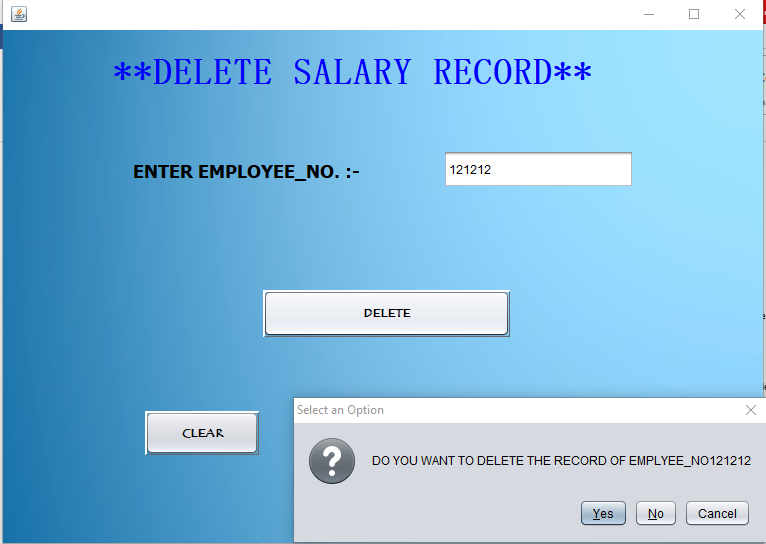 **DELETE SALARY RECORD**
ENTER EMPLOYEE_NO. :-
121212
DELETE
CLEAR
Select an Option
DO YOU WANT TO DELETE THE RECORD OF EMPLYEE_NO121212
Yes
No
Cancel